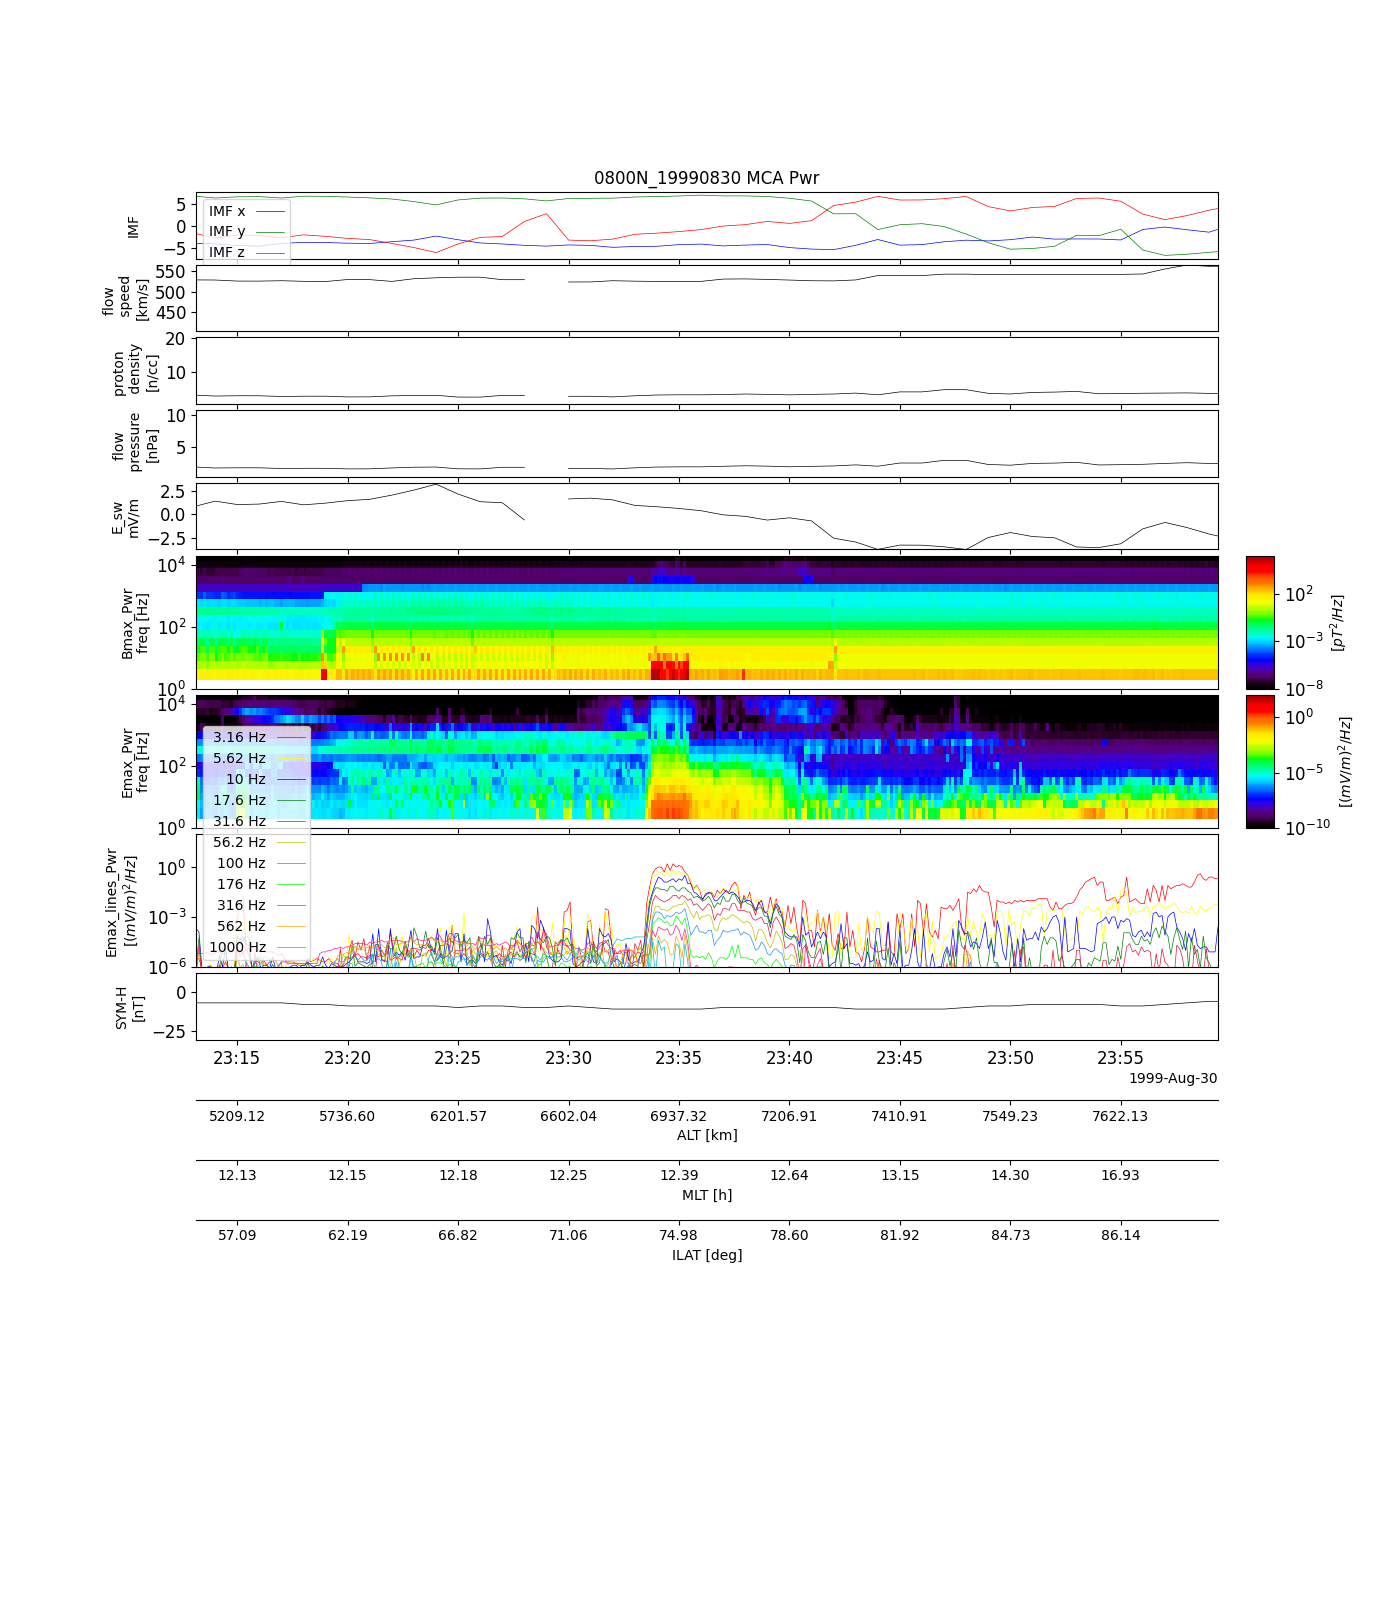 0800N_19990830 MCA Pwr
IMF
5
0
−5
IMF x
IMF y
IMF z
flow
speed
[km/s]
550
500
450
proton
density
[n/cc]
20
10
flow
pressure
[nPa]
10
5
E_sw
mV/m
2.5
0.0
−2.5
Bmax_Pwr
freq [Hz]
10^4
10^2
10^0
10^2
10^−3
10^−8
[pT^2/Hz]
Emax_Pwr
freq [Hz]
10^4
10^2
10^0
10^0
10^−5
10^−10
[(mV/m)^2/Hz]
3.16 Hz
5.62 Hz
10 Hz
17.6 Hz
31.6 Hz
56.2 Hz
100 Hz
176 Hz
316 Hz
562 Hz
1000 Hz
Emax_lines_Pwr
[(mV/m)^2/Hz]
10^0
10^−3
10^−6
SYM-H
[nT]
0
−25
23:15 23:20 23:25 23:30 23:35 23:40 23:45 23:50 23:55
1999-Aug-30
5209.12 5736.60 6201.57 6602.04 6937.32 7206.91 7410.91 7549.23 7622.13
ALT [km]
12.13 12.15 12.18 12.25 12.39 12.64 13.15 14.30 16.93
MLT [h]
57.09 62.19 66.82 71.06 74.98 78.60 81.92 84.73 86.14
ILAT [deg]